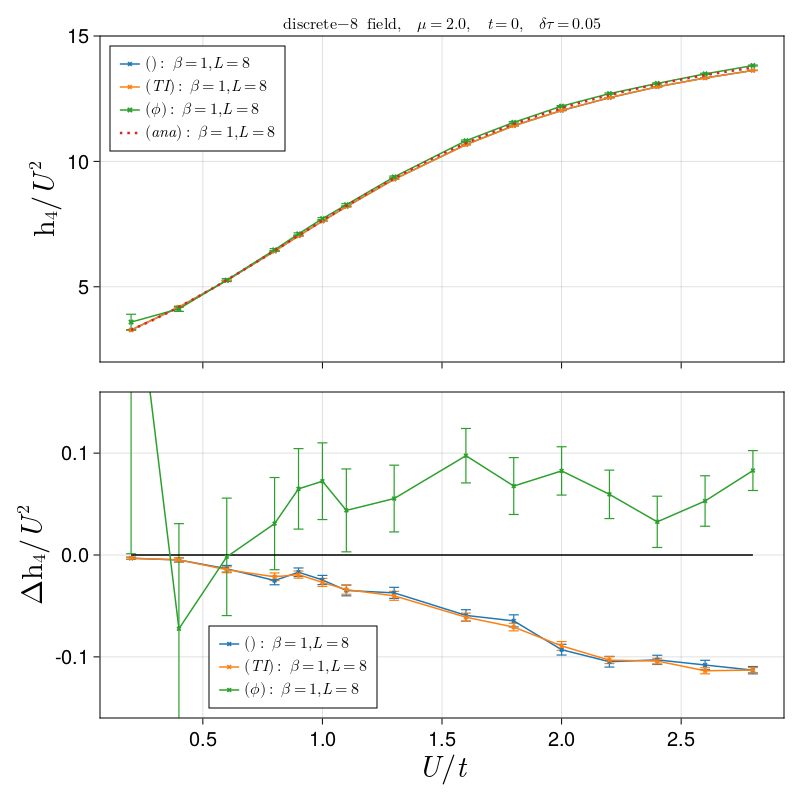 discrete−8 field, μ = 2.0, t = 0, δτ = 0.05
15
10
5
h₄/U²
() : β = 1, L = 8
(TI) : β = 1, L = 8
(ϕ) : β = 1, L = 8
(ana) : β = 1, L = 8
0.1
0.0
-0.1
Δh₄/U²
() : β = 1, L = 8
(TI) : β = 1, L = 8
(ϕ) : β = 1, L = 8
0.5 1.0 1.5 2.0 2.5
U/t